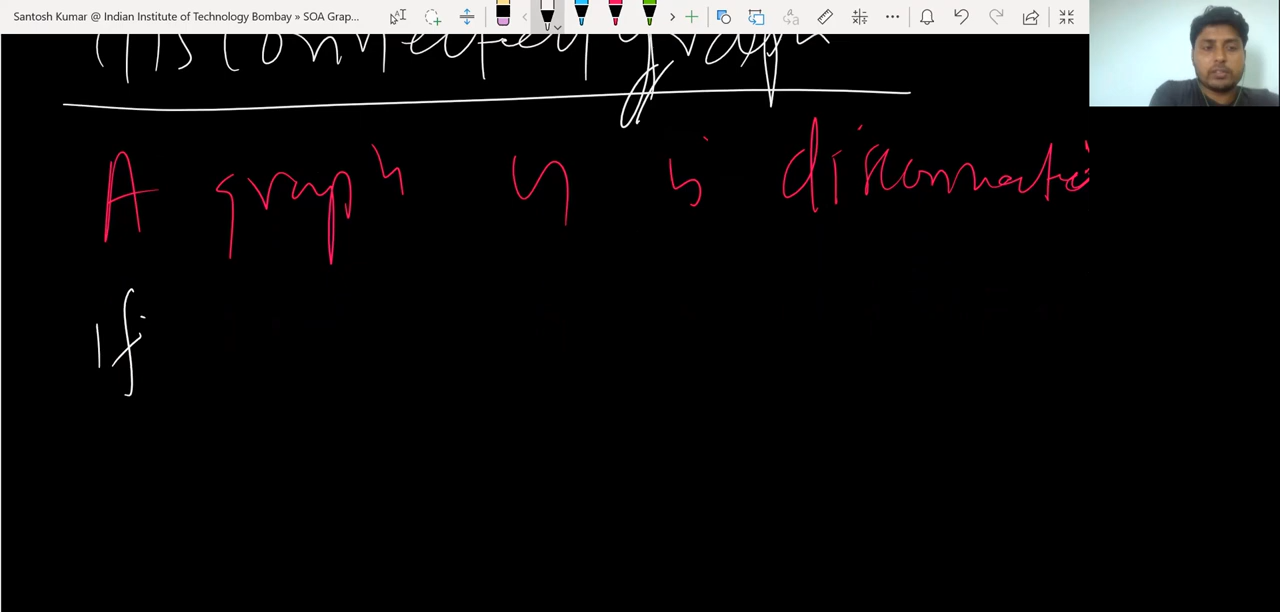 Santosh Kumar @ Indian Institute of Technology Bombay » SOA Grap...
Disconnected graph
A graph G is disconnected
If